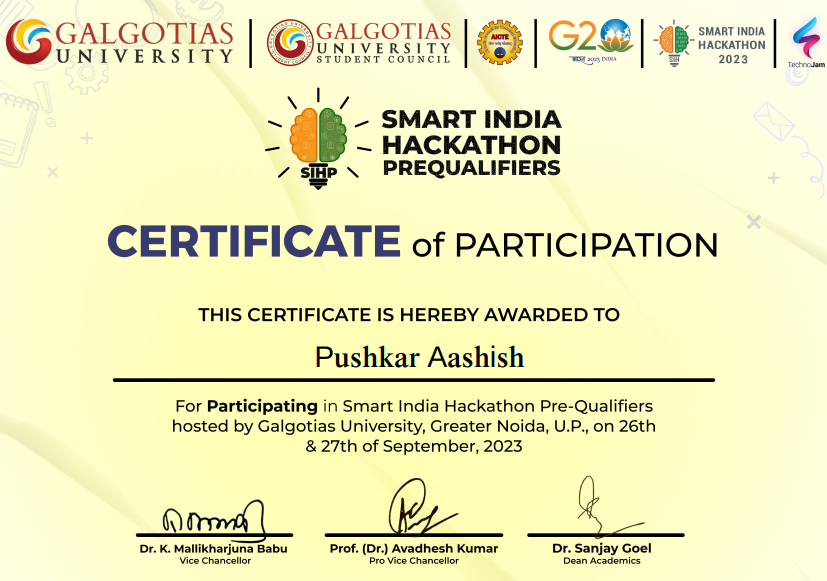 GALGOTIAS
UNIVERSITY
GALGOTIAS
UNIVERSITY
STUDENT COUNCIL
AICTE
G20
2023 INDIA
SIH
SMART INDIA
HACKATHON
2023
TechnoJam
SIHP
SMART INDIA
HACKATHON
PREQUALIFIERS
CERTIFICATE of PARTICIPATION
THIS CERTIFICATE IS HEREBY AWARDED TO
Pushkar Aashish
For Participating in Smart India Hackathon Pre-Qualifiers
hosted by Galgotias University, Greater Noida, U.P., on 26th
& 27th of September, 2023
Dr. K. Mallikharjuna Babu
Vice Chancellor
Prof. (Dr.) Avadhesh Kumar
Pro Vice Chancellor
Dr. Sanjay Goel
Dean Academics